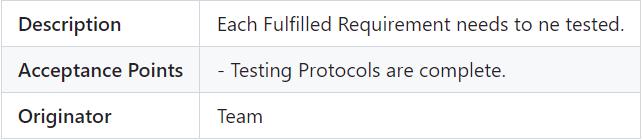 Description Each Fulfilled Requirement needs to ne tested.
Acceptance Points - Testing Protocols are complete.
Originator Team